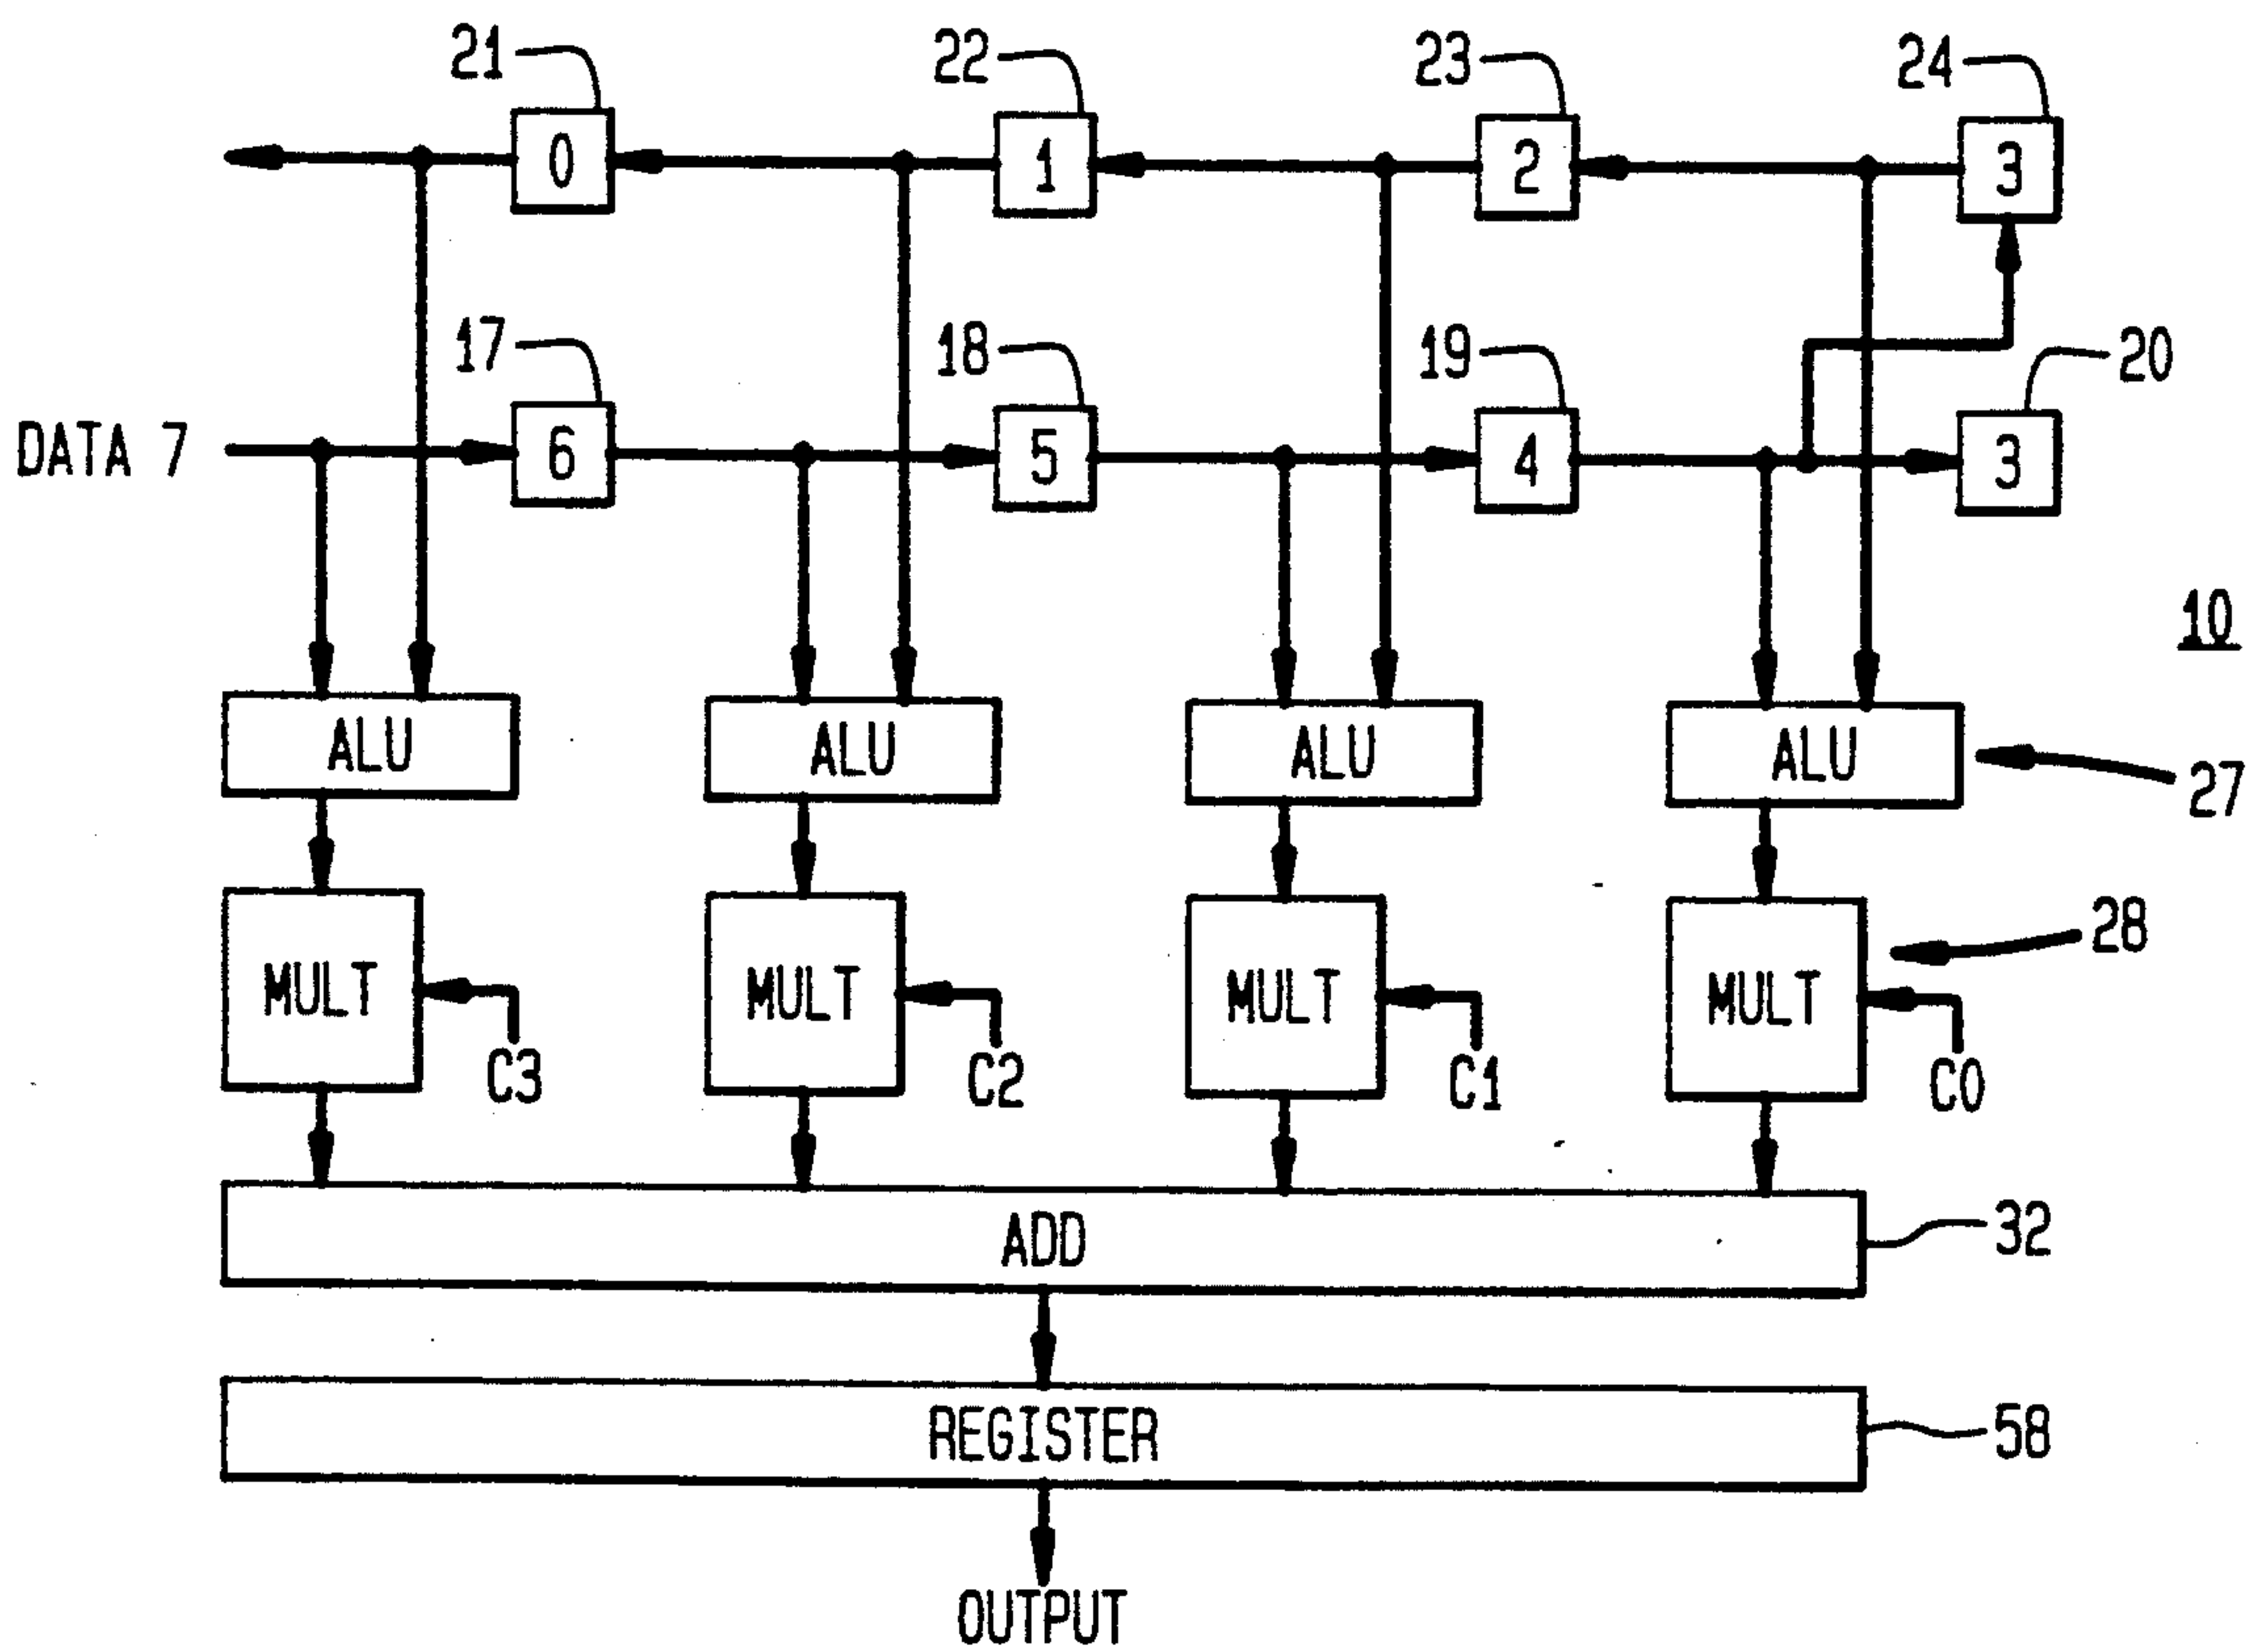 21 22 23 24
0 1 2 3
17 18 19 20
DATA 7 6 5 4 3
10
ALU ALU ALU ALU
27
MULT MULT MULT MULT
28
C3 C2 C1 C0
ADD
32
REGISTER
58
OUTPUT